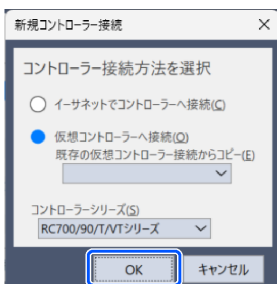 新規コントローラー接続
コントローラー接続方法を選択
イーサネットでコントローラーへ接続(C)
仮想コントローラーへ接続(O)
既存の仮想コントローラー接続からコピー(E)
コントローラーシリーズ(S)
RC700/90/T/VTシリーズ
OK キャンセル